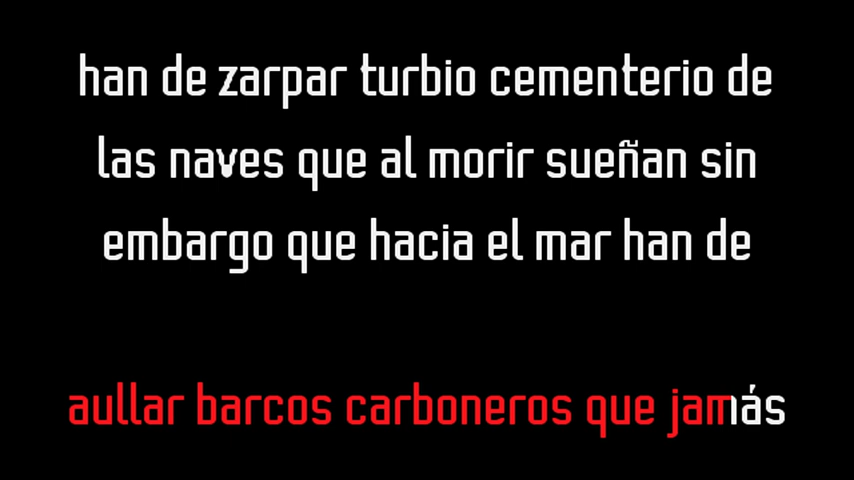 han de zarpar turbio cementerio de
las naves que al morir sueñan sin
embargo que hacia el mar han de
aullar barcos carboneros que jamás